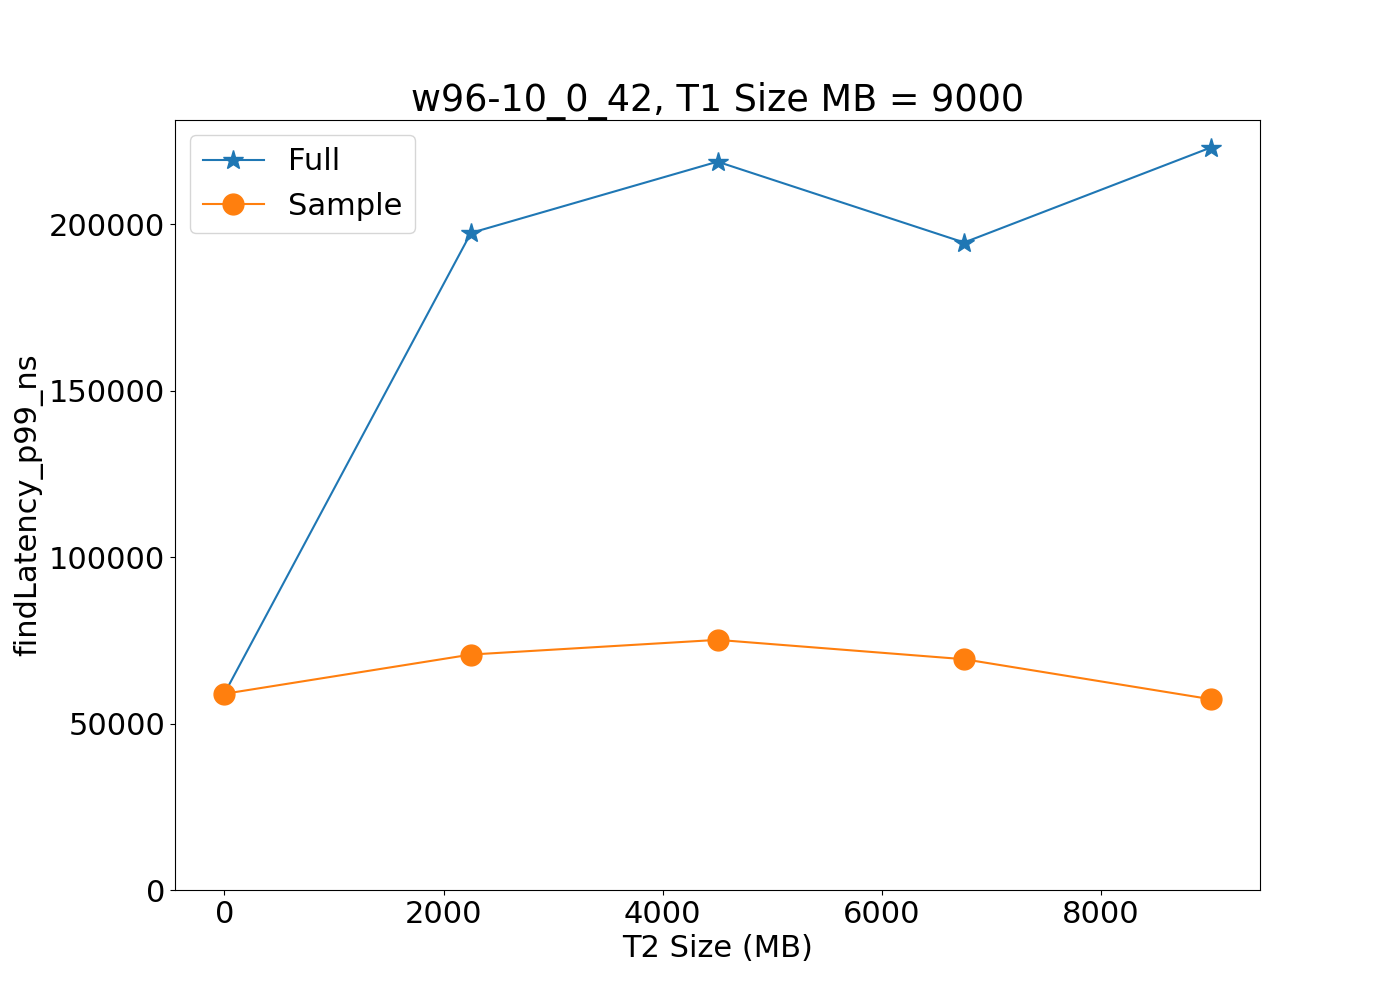 w96-10_0_42, T1 Size MB = 9000
Full
Sample
findLatency_p99_ns
200000
150000
100000
50000
0
0 2000 4000 6000 8000
T2 Size (MB)